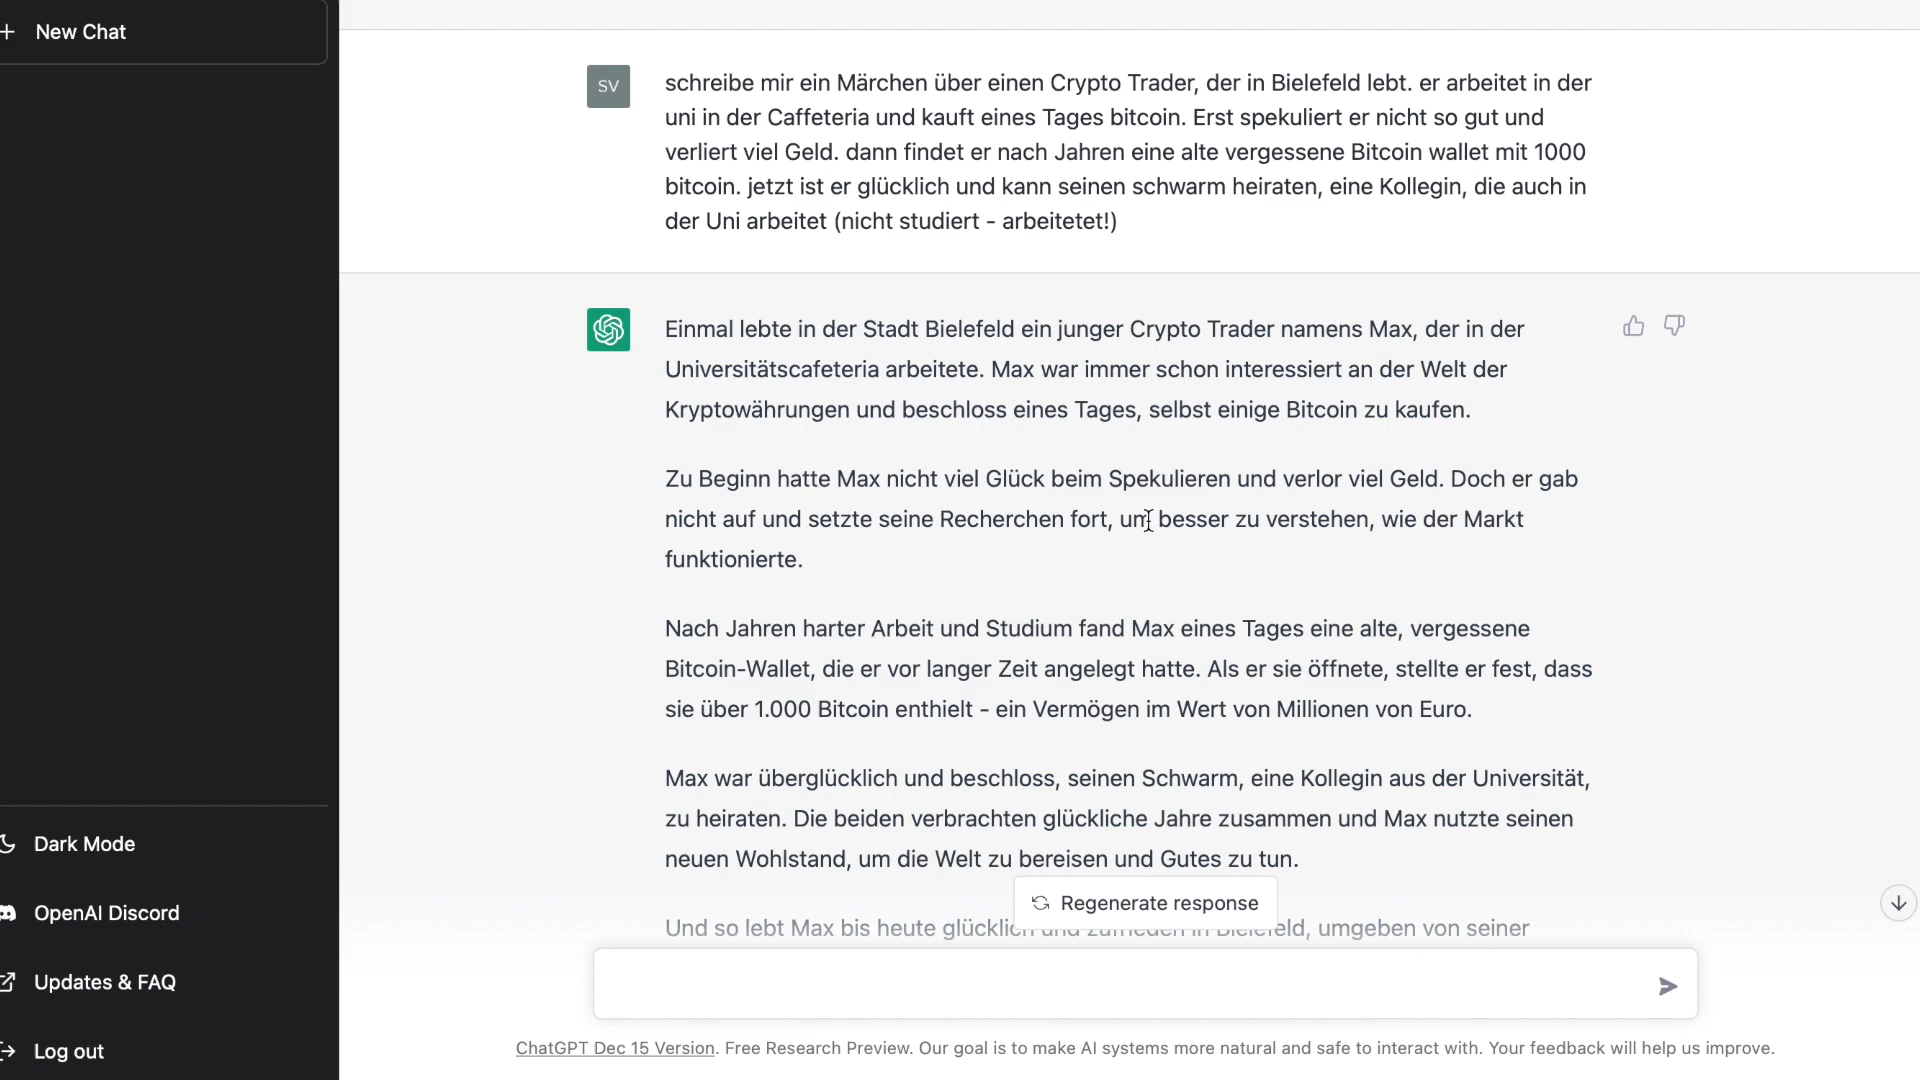 New Chat
SV
schreibe mir ein Märchen über einen Crypto Trader, der in Bielefeld lebt. er arbeitet in der
uni in der Caffeteria und kauft eines Tages bitcoin. Erst spekuliert er nicht so gut und
verliert viel Geld. dann findet er nach Jahren eine alte vergessene Bitcoin wallet mit 1000
bitcoin. jetzt ist er glücklich und kann seinen schwarm heiraten, eine Kollegin, die auch in
der Uni arbeitet (nicht studiert - arbeitetet!)
Einmal lebte in der Stadt Bielefeld ein junger Crypto Trader namens Max, der in der
Universitätscafeteria arbeitete. Max war immer schon interessiert an der Welt der
Kryptowährungen und beschloss eines Tages, selbst einige Bitcoin zu kaufen.
Zu Beginn hatte Max nicht viel Glück beim Spekulieren und verlor viel Geld. Doch er gab
nicht auf und setzte seine Recherchen fort, um besser zu verstehen, wie der Markt
funktionierte.
Nach Jahren harter Arbeit und Studium fand Max eines Tages eine alte, vergessene
Bitcoin-Wallet, die er vor langer Zeit angelegt hatte. Als er sie öffnete, stellte er fest, dass
sie über 1.000 Bitcoin enthielt - ein Vermögen im Wert von Millionen von Euro.
Max war überglücklich und beschloss, seinen Schwarm, eine Kollegin aus der Universität,
zu heiraten. Die beiden verbrachten glückliche Jahre zusammen und Max nutzte seinen
neuen Wohlstand, um die Welt zu bereisen und Gutes zu tun.
Und so lebt Max bis heute glücklich und zufrieden in Bielefeld, umgeben von seiner
Regenerate response
Dark Mode
OpenAI Discord
Updates & FAQ
Log out
ChatGPT Dec 15 Version. Free Research Preview. Our goal is to make AI systems more natural and safe to interact with. Your feedback will help us improve.